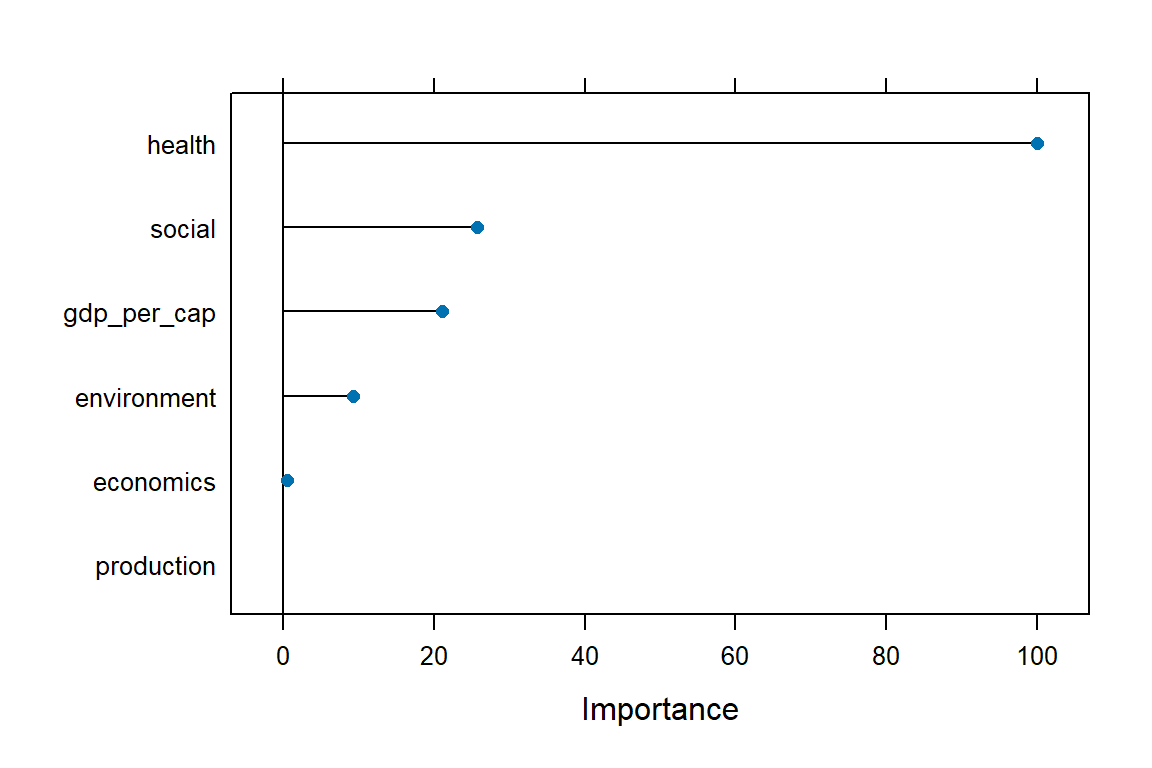 health
social
gdp_per_cap
environment
economics
production
0 20 40 60 80 100
Importance